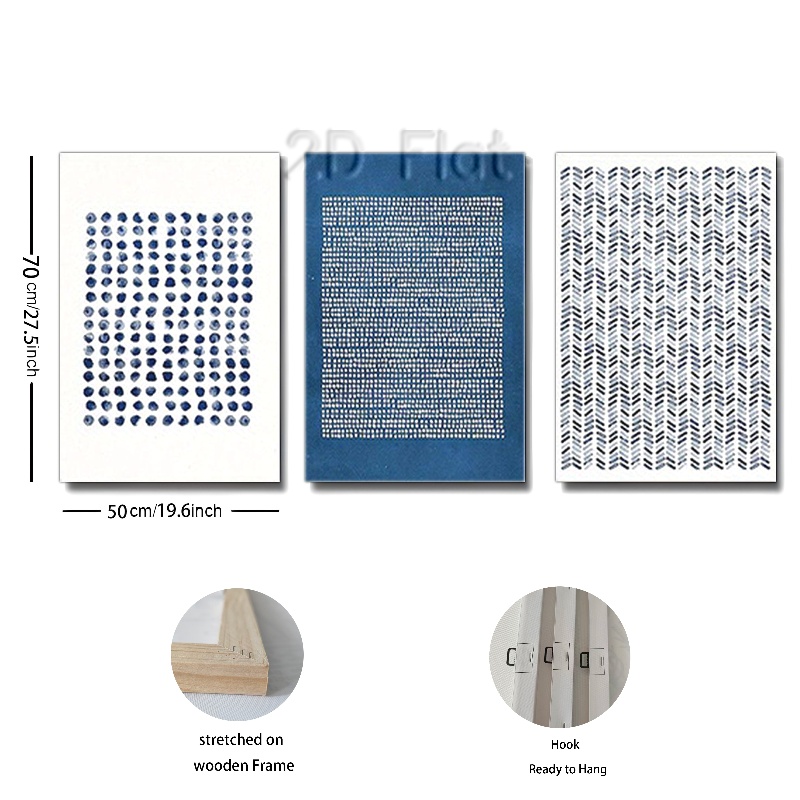 2D Flat
70 cm/27.5inch
50 cm/19.6inch
stretched on
wooden Frame
Hook
Ready to Hang